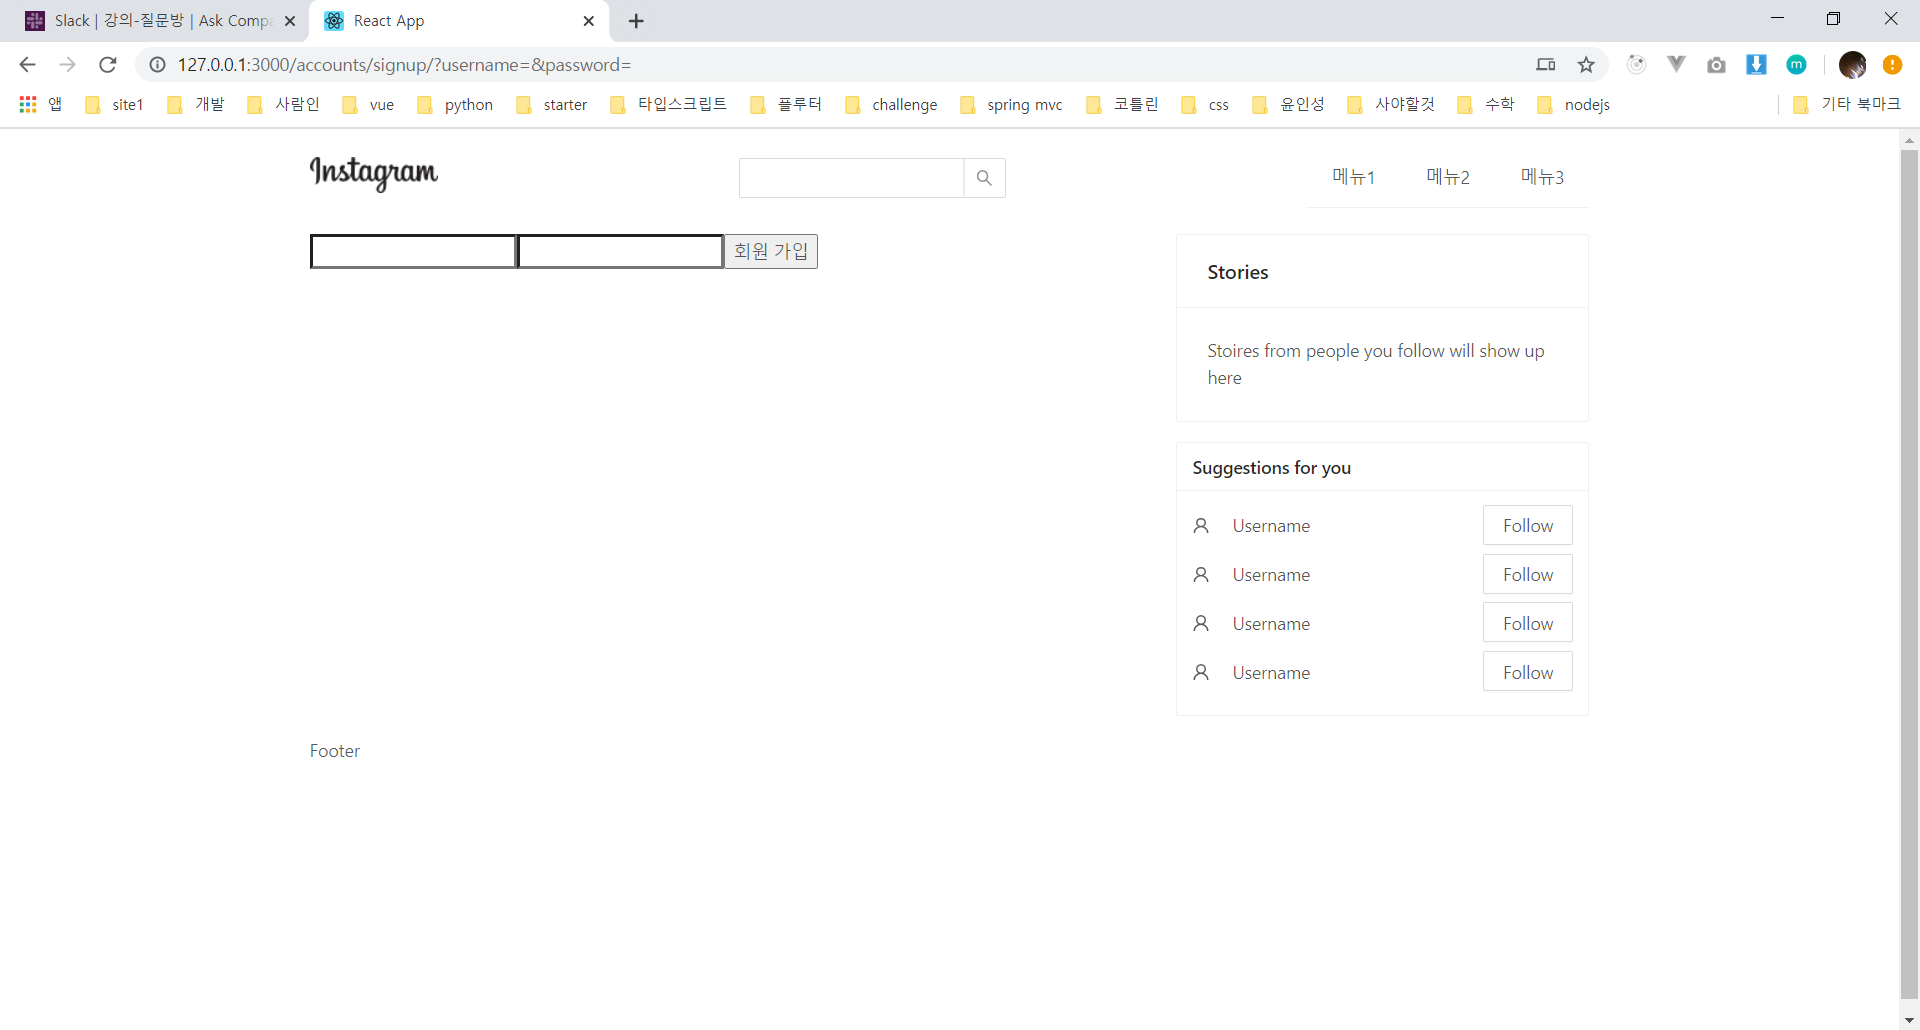 Slack | 강의-질문방 | Ask Compa
React App
127.0.0.1:3000/accounts/signup/?username=&password=
앱 site1 개발 사람인 vue python starter 타입스크립트 플루터 challenge spring mvc 코틀린 css 윤인성 사야할것 수학 nodejs 기타 북마크
Instagram
메뉴1 메뉴2 메뉴3
회원 가입
Stories
Stoires from people you follow will show up
here
Suggestions for you
Username Follow
Username Follow
Username Follow
Username Follow
Footer